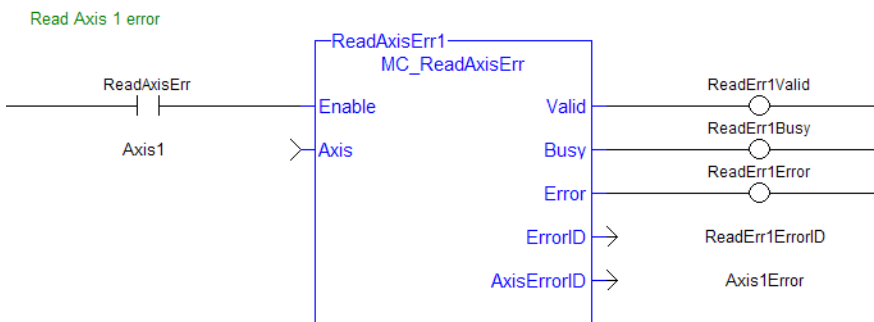 Read Axis 1 error
ReadAxisErr1
MC_ReadAxisErr
ReadAxisErr
Enable
Valid
ReadErr1Valid
Axis1
Axis
Busy
ReadErr1Busy
Error
ReadErr1Error
ErrorID
ReadErr1ErrorID
AxisErrorID
Axis1Error